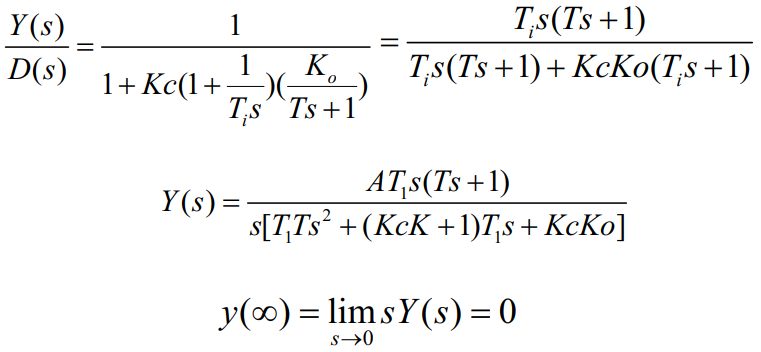 Y(s)/D(s) = 1/(1+Kc(1+1/(T_i s))(K_o/(Ts+1))) = T_i s(Ts+1)/(T_i s(Ts+1)+KcKo(T_i s+1))
Y(s) = AT_1 s(Ts+1)/(s[T_1 Ts^2+(KcK+1)T_1 s+KcKo])
y(∞) = lim_{s→0} sY(s) = 0